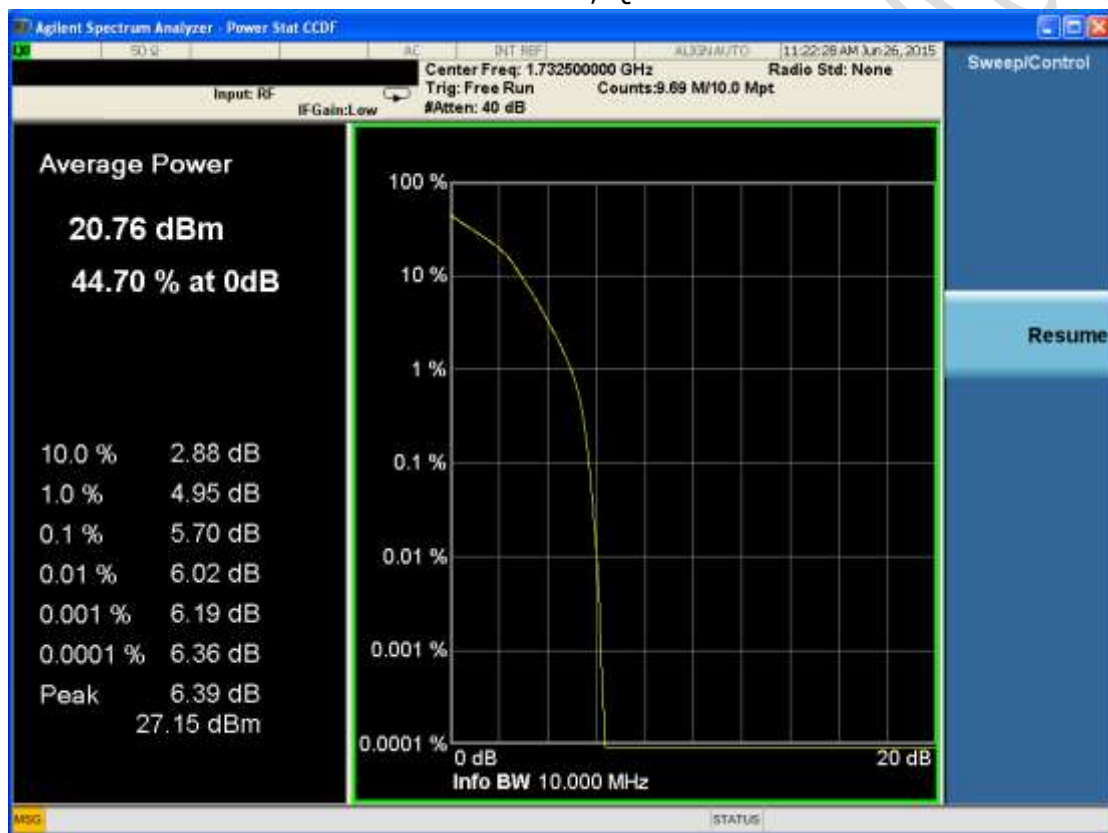 Agilent Spectrum Analyzer - Power Stat CCDF
50 Ω AC INT REF ALIGN AUTO 11:22:28 AM Jun 26, 2015
Center Freq: 1.732500000 GHz Radio Std: None
Input: RF Trig: Free Run Counts:9.69 M/10.0 Mpt
IFGain:Low #Atten: 40 dB
Sweep/Control
Resume
Average Power
20.76 dBm
44.70 % at 0dB
10.0 % 2.88 dB
1.0 % 4.95 dB
0.1 % 5.70 dB
0.01 % 6.02 dB
0.001 % 6.19 dB
0.0001 % 6.36 dB
Peak 6.39 dB
27.15 dBm
100 %
10 %
1 %
0.1 %
0.01 %
0.001 %
0.0001 %
0 dB 20 dB
Info BW 10.000 MHz
MSG STATUS